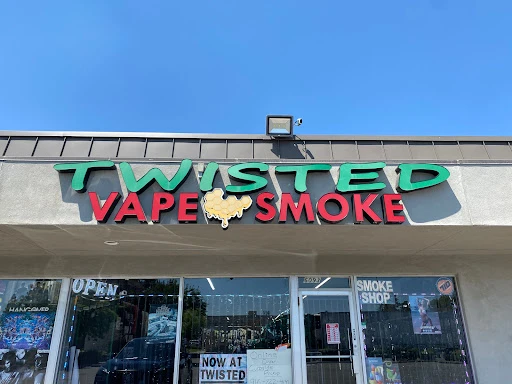 TWISTED
VAPE SMOKE
OPEN
SMOKE
SHOP
NOW AT
TWISTED